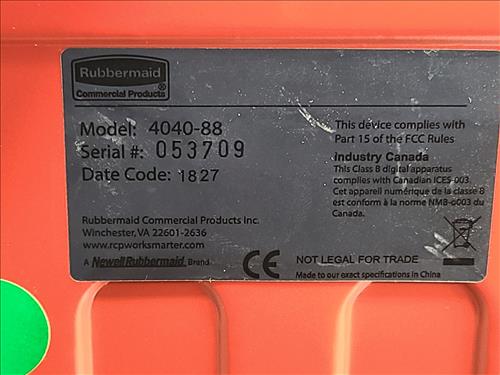 Rubbermaid
Commercial Products ®
Model: 4040-88
Serial #: 053709
Date Code: 1827
Rubbermaid Commercial Products Inc.
Winchester, VA 22601-2636
www.rcpworksmarter.com
A NewellRubbermaid Brand
CE
This device complies with
Part 15 of the FCC Rules
Industry Canada
This Class B digital apparatus
complies with Canadian ICES-003.
Cet appareil numérique de la classe B
est conforme à la norme NMB-0003 du
Canada.
NOT LEGAL FOR TRADE
Made to our exact specifications in China